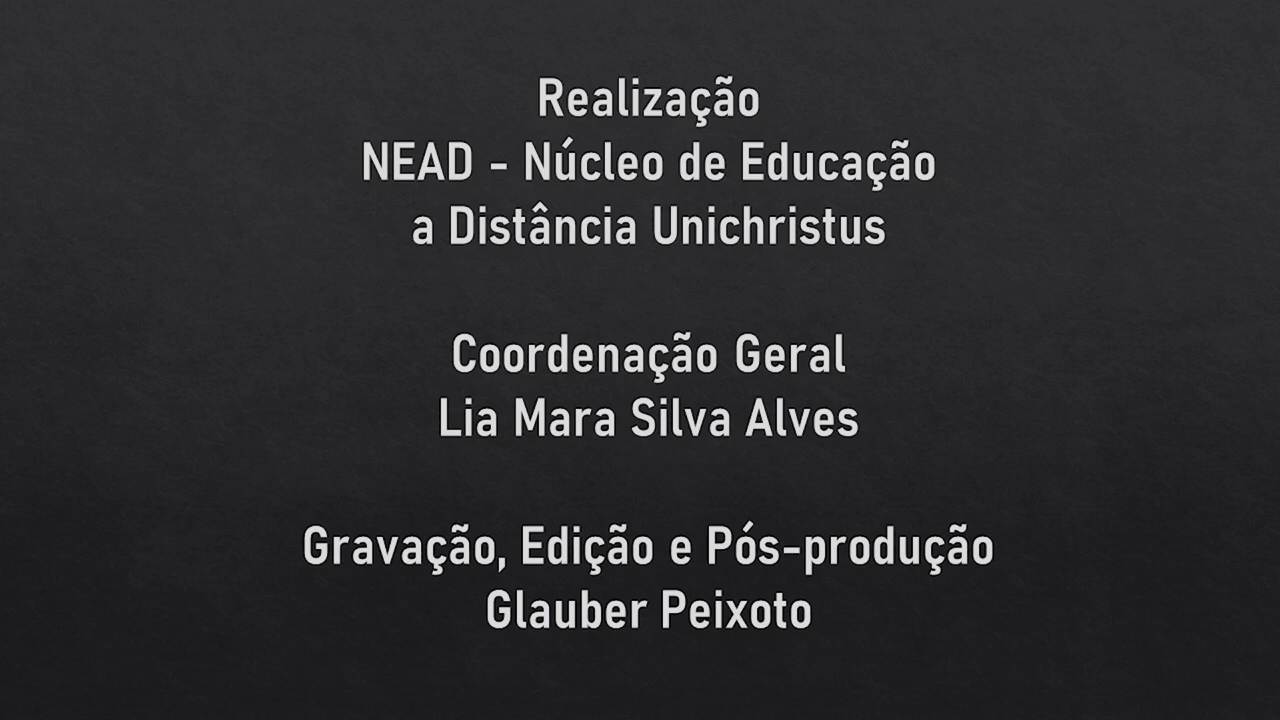 Realização
NEAD - Núcleo de Educação
a Distância Unichristus
Coordenação Geral
Lia Mara Silva Alves
Gravação, Edição e Pós-produção
Glauber Peixoto